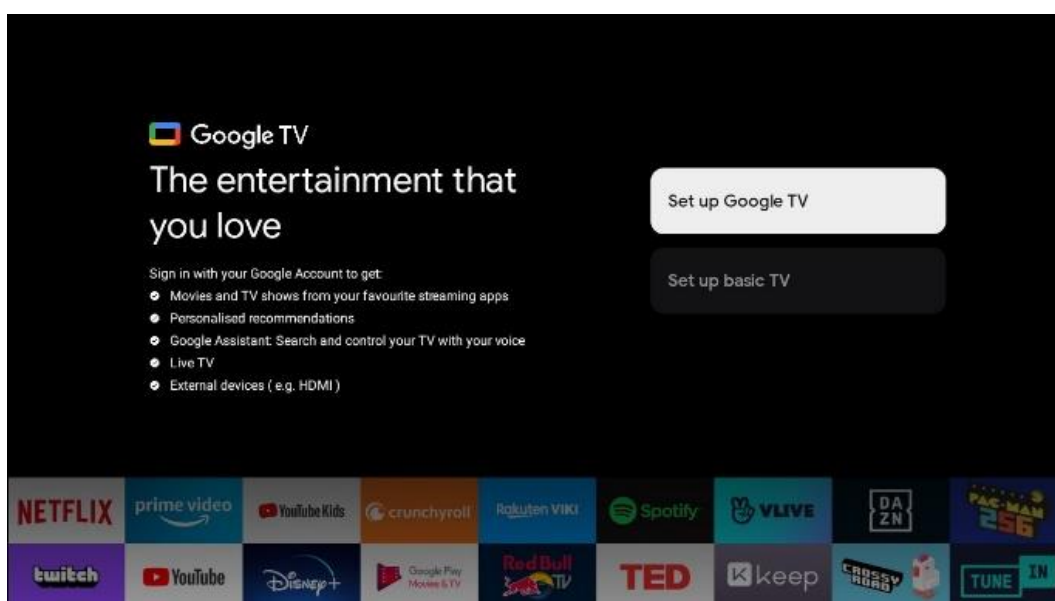 Google TV
The entertainment that
you love
Sign in with your Google Account to get:
Movies and TV shows from your favourite streaming apps
Personalised recommendations
Google Assistant: Search and control your TV with your voice
Live TV
External devices ( e.g. HDMI )
Set up Google TV
Set up basic TV
NETFLIX prime video YouTube Kids crunchyroll Rakuten VIKI Spotify VLIVE DAZN PAC-MAN 256
twitch YouTube Disney+ Google Play Movies & TV Red Bull TV TED keep CROSSY ROAD TUNE IN